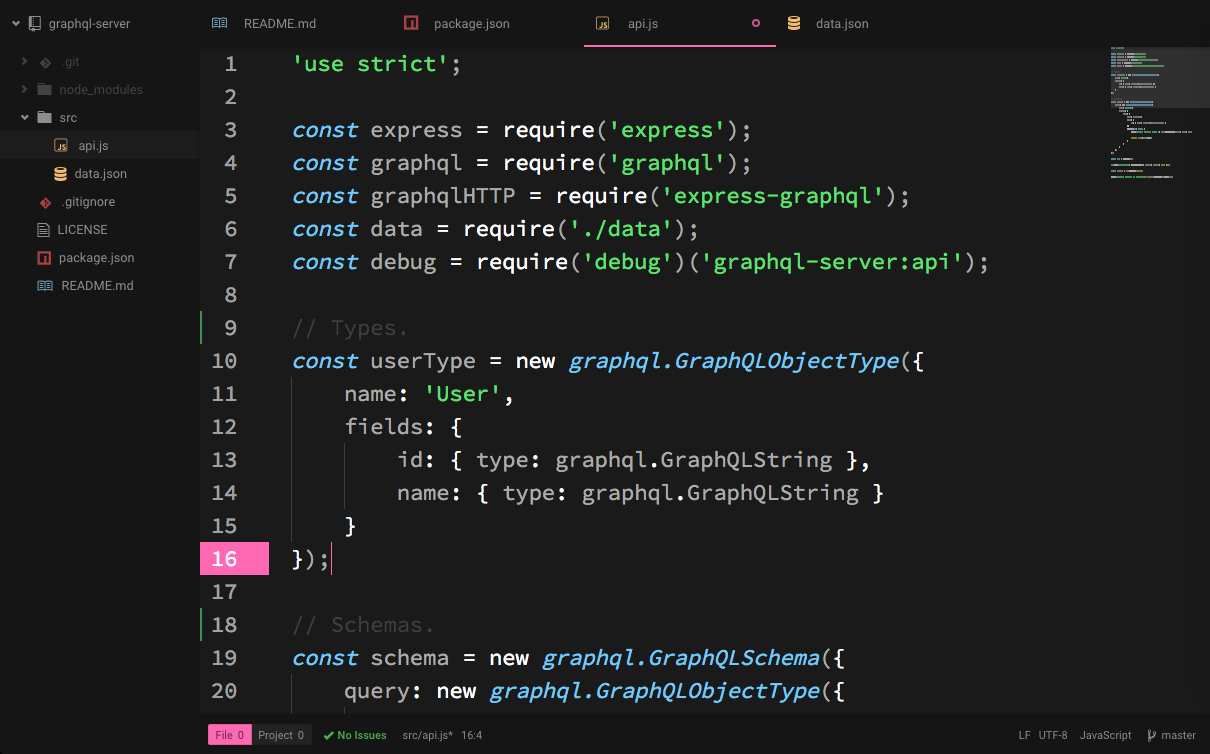 graphql-server
README.md
package.json
api.js
data.json
.git
node_modules
src
api.js
data.json
.gitignore
LICENSE
package.json
README.md
1 'use strict';
2
3 const express = require('express');
4 const graphql = require('graphql');
5 const graphqlHTTP = require('express-graphql');
6 const data = require('./data');
7 const debug = require('debug')('graphql-server:api');
8
9 // Types.
10 const userType = new graphql.GraphQLObjectType({
11 name: 'User',
12 fields: {
13 id: { type: graphql.GraphQLString },
14 name: { type: graphql.GraphQLString }
15 }
16 });
17
18 // Schemas.
19 const schema = new graphql.GraphQLSchema({
20 query: new graphql.GraphQLObjectType({
File 0 Project 0 No Issues src/api.js* 16:4 LF UTF-8 JavaScript master